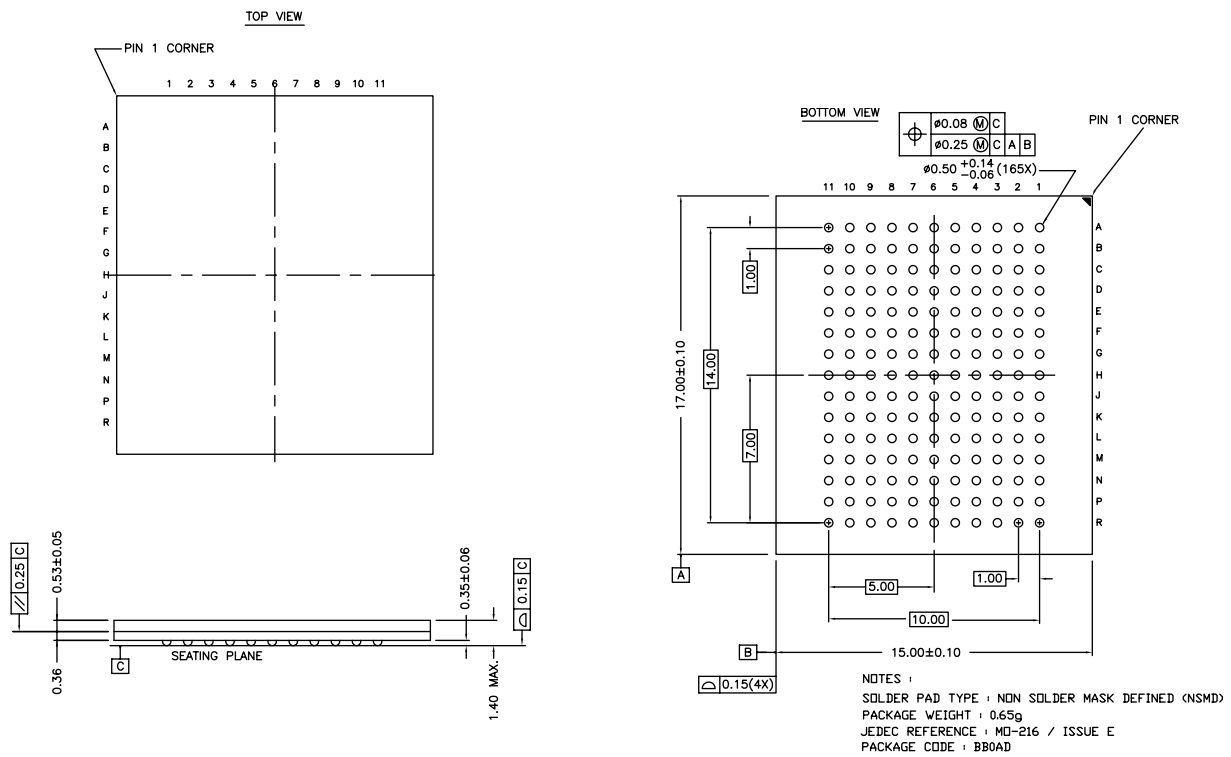 TOP VIEW
PIN 1 CORNER
1 2 3 4 5 6 7 8 9 10 11
A
B
C
D
E
F
G
H
J
K
L
M
N
P
R
BOTTOM VIEW
⌀0.08 Ⓜ C
⌀0.25 Ⓜ C A B
PIN 1 CORNER
⌀0.50 +0.14 -0.06 (165X)
11 10 9 8 7 6 5 4 3 2 1
A
B
C
D
E
F
G
H
J
K
L
M
N
P
R
1.00
14.00
17.00±0.10
7.00
A
5.00
1.00
10.00
B
15.00±0.10
0.15(4X)
0.25 C
0.53±0.05
0.35±0.06
0.15 C
SEATING PLANE
C
0.36
1.40 MAX.
NOTES :
SOLDER PAD TYPE : NON SOLDER MASK DEFINED (NSMD)
PACKAGE WEIGHT : 0.65g
JEDEC REFERENCE : MO-216 / ISSUE E
PACKAGE CODE : BB0AD